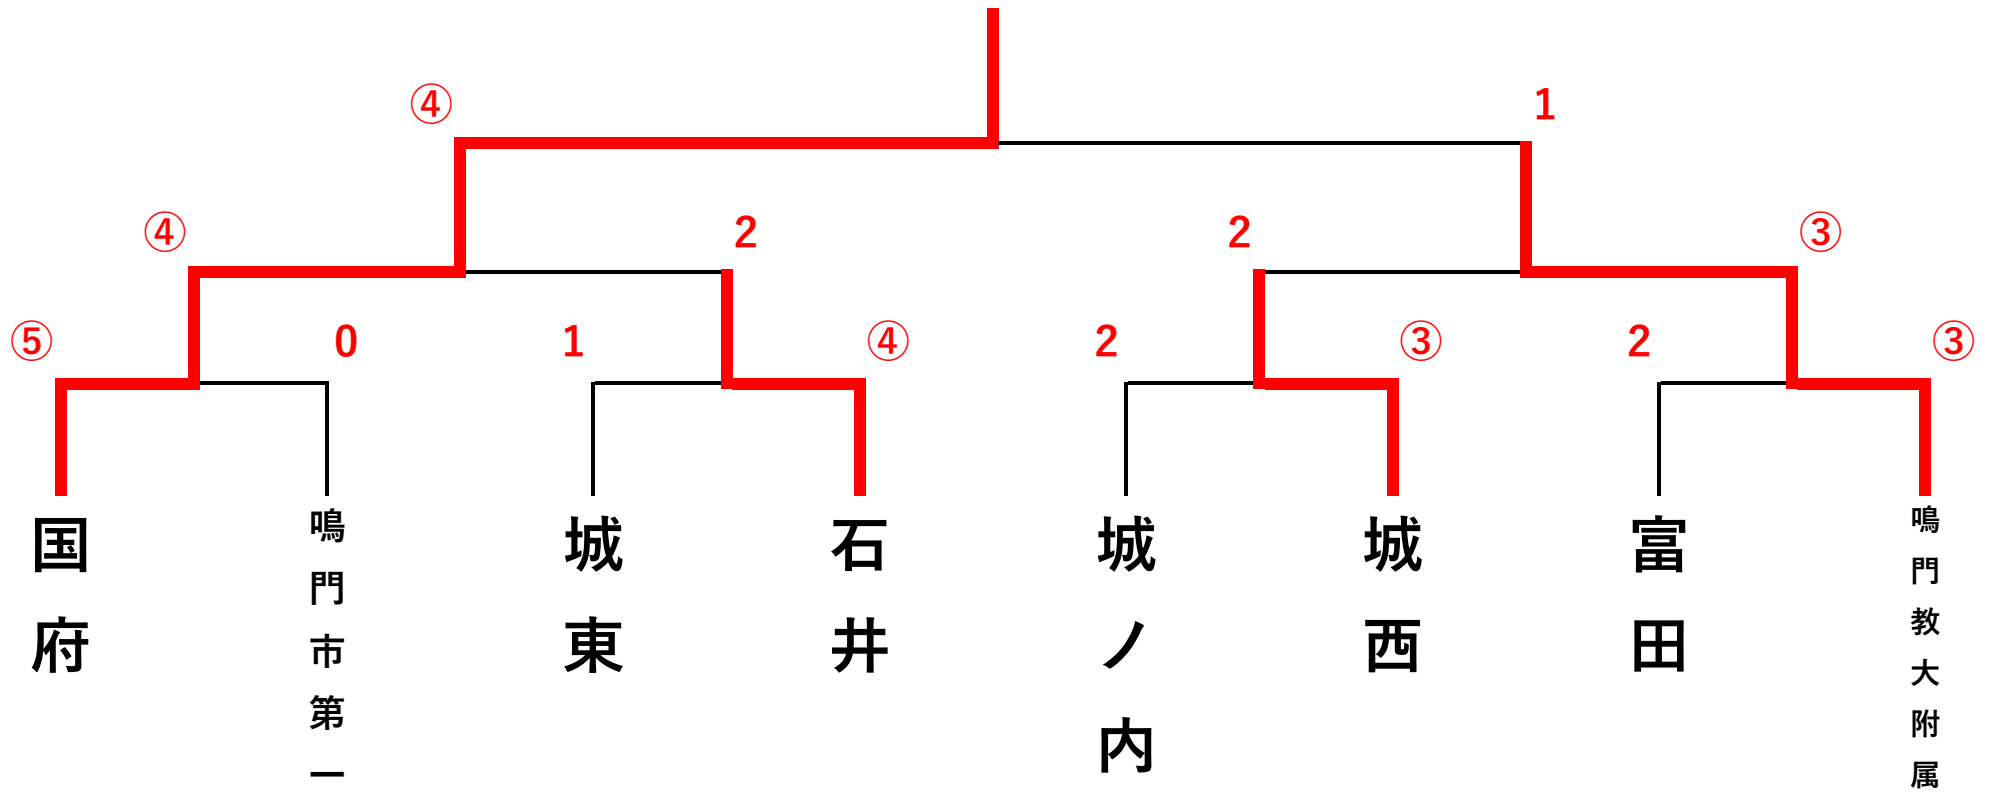 ④ 1
④ 2 2 ③
⑤ 0 1 ④ 2 ③ 2 ③
国府
鳴門市第一
城東
石井
城ノ内
城西
富田
鳴門教大附属